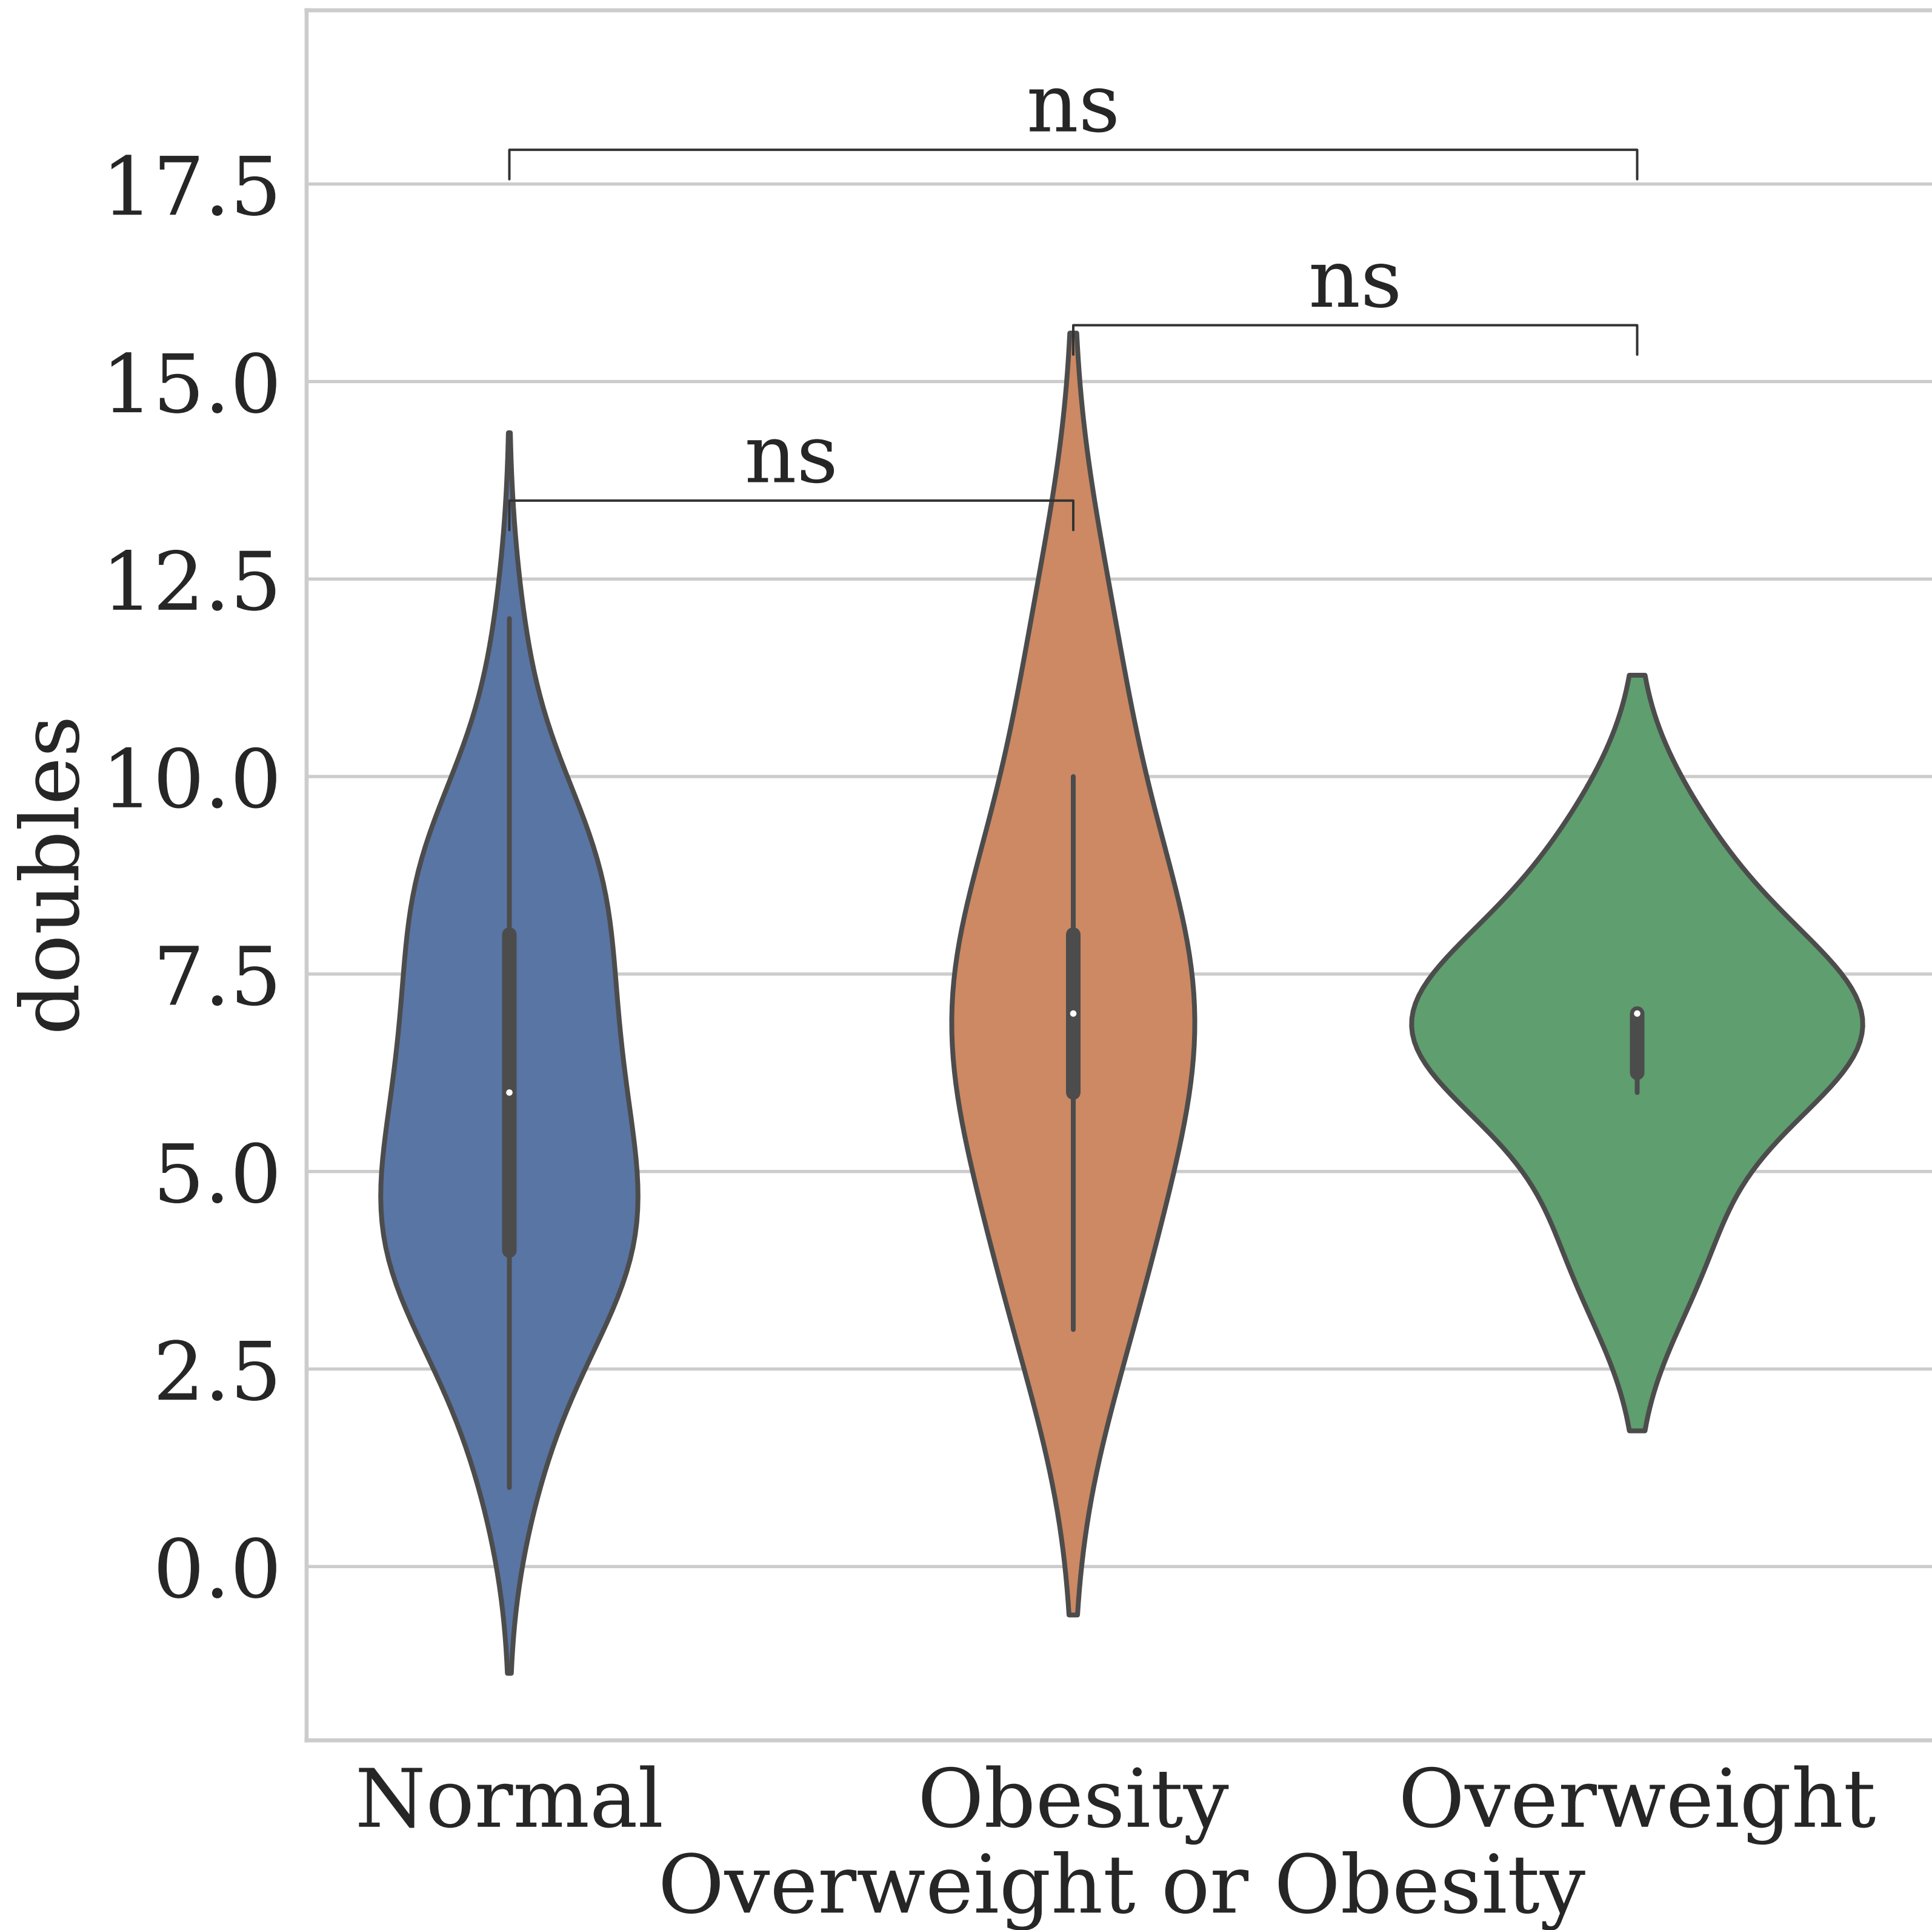 ns
17.5
ns
15.0
ns
12.5
10.0
doubles
7.5
5.0
2.5
0.0
Normal Obesity Overweight
Overweight or Obesity